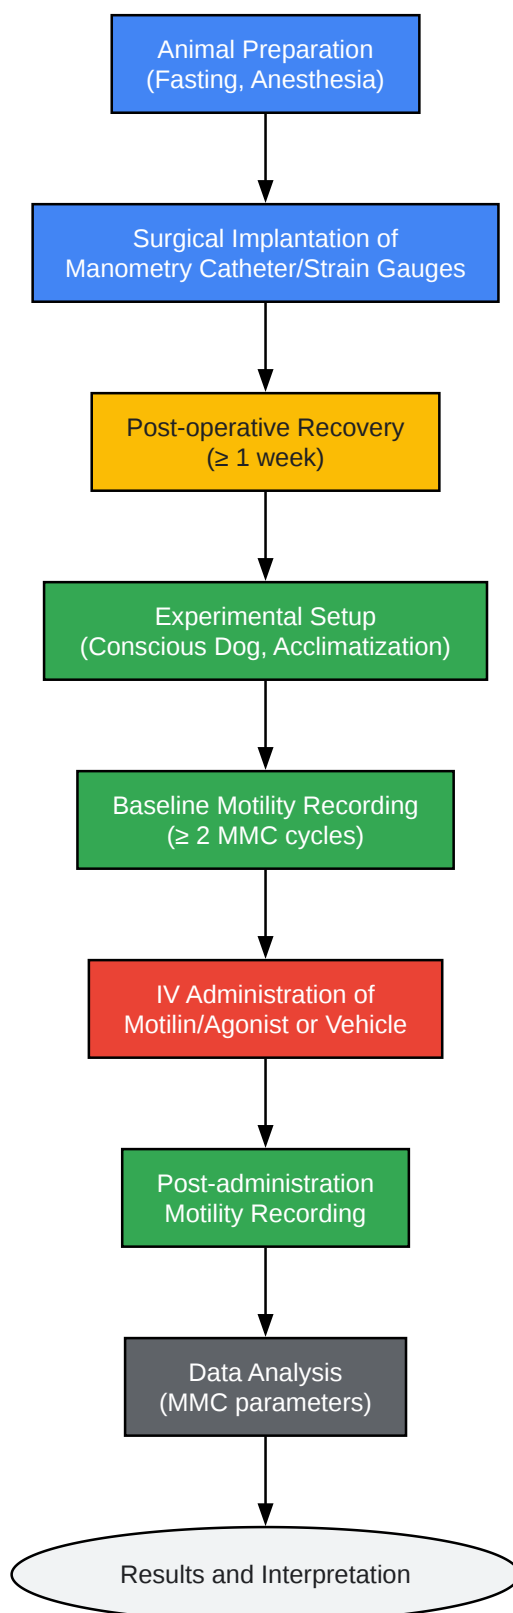 Animal Preparation
(Fasting, Anesthesia)
Surgical Implantation of
Manometry Catheter/Strain Gauges
Post-operative Recovery
(≥ 1 week)
Experimental Setup
(Conscious Dog, Acclimatization)
Baseline Motility Recording
(≥ 2 MMC cycles)
IV Administration of
Motilin/Agonist or Vehicle
Post-administration
Motility Recording
Data Analysis
(MMC parameters)
Results and Interpretation